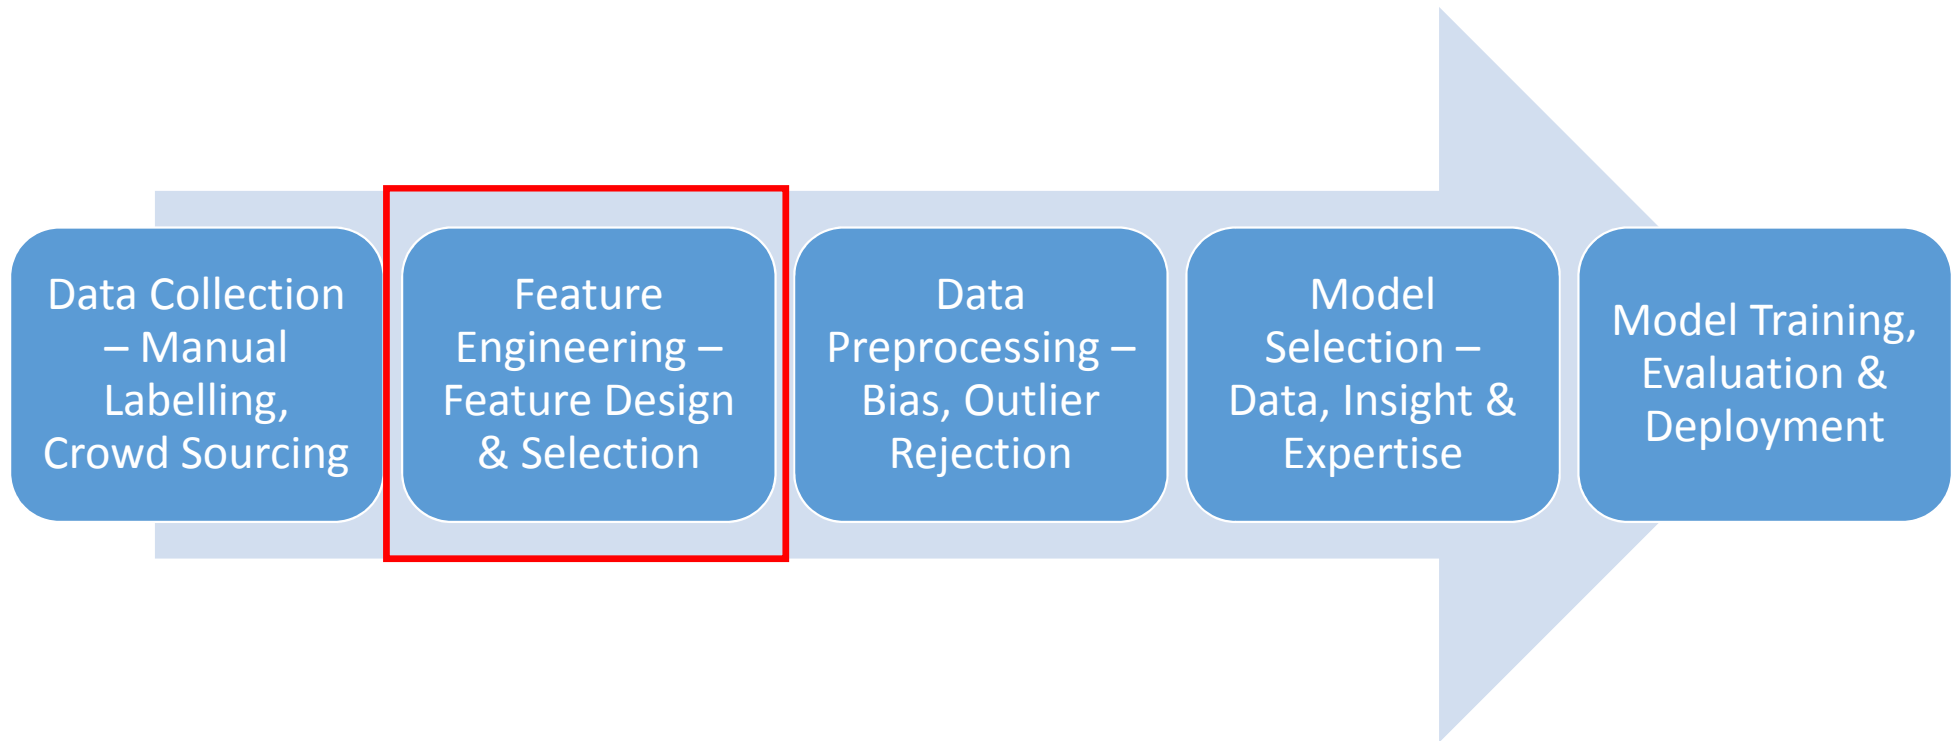 Data Collection
– Manual
Labelling,
Crowd Sourcing
Feature
Engineering –
Feature Design
& Selection
Data
Preprocessing –
Bias, Outlier
Rejection
Model
Selection –
Data, Insight &
Expertise
Model Training,
Evaluation &
Deployment